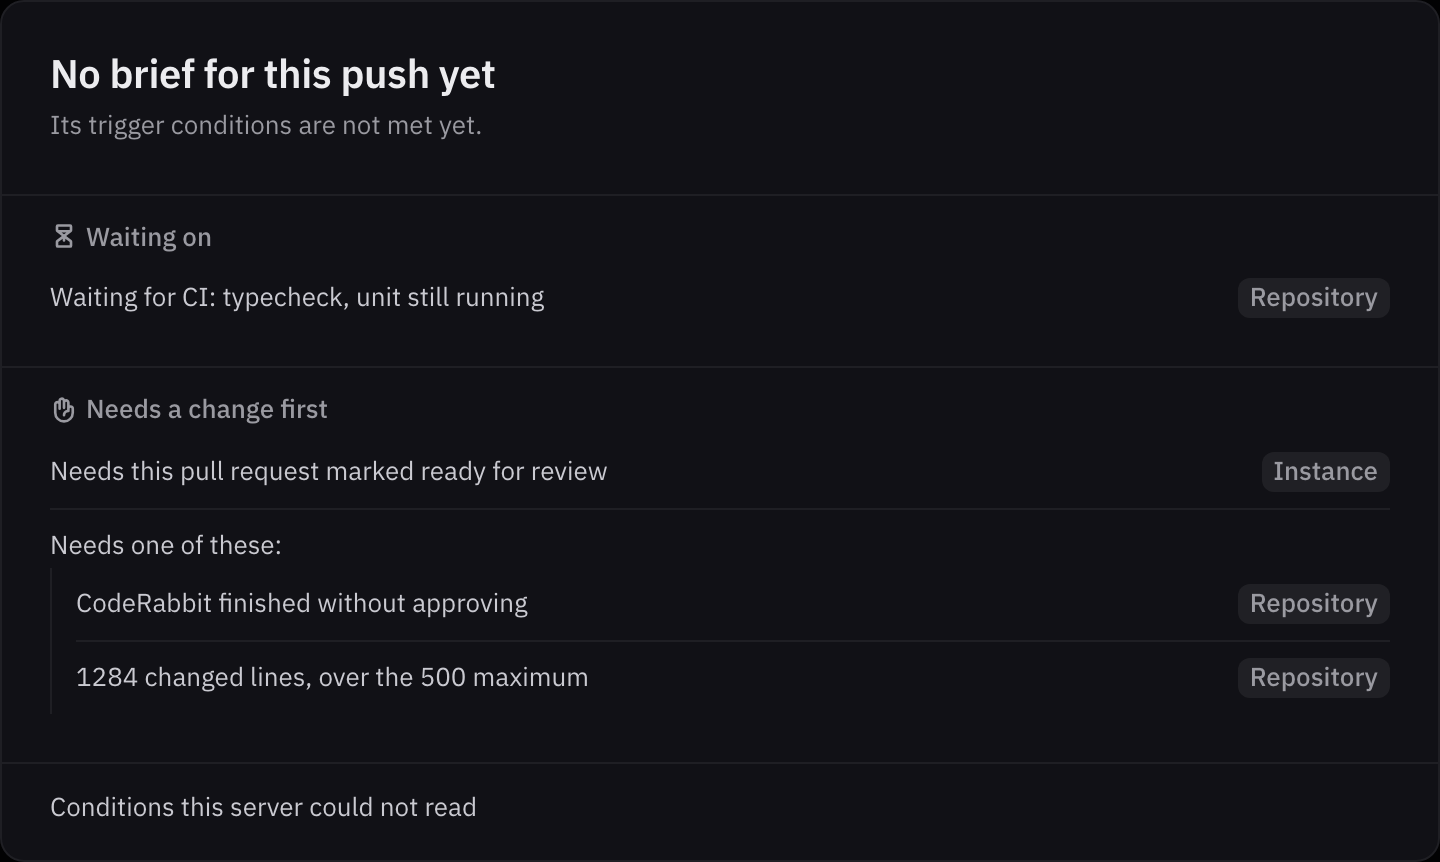 No brief for this push yet
Its trigger conditions are not met yet.
Waiting on
Waiting for CI: typecheck, unit still running
Repository
Needs a change first
Needs this pull request marked ready for review
Instance
Needs one of these:
CodeRabbit finished without approving
Repository
1284 changed lines, over the 500 maximum
Repository
Conditions this server could not read